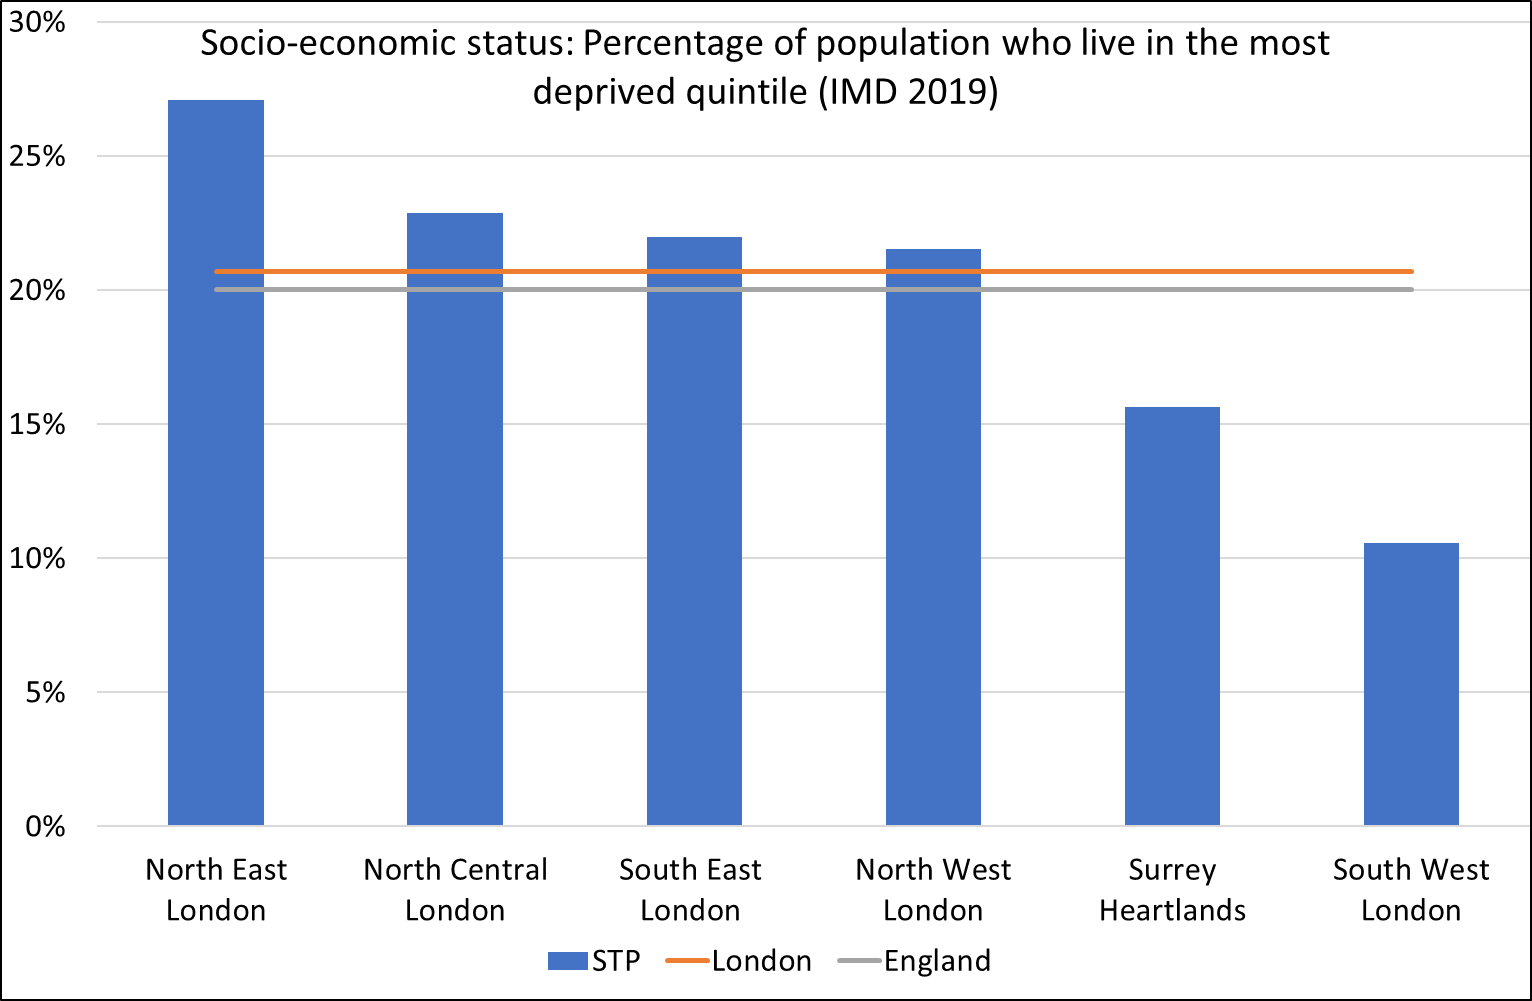 Socio-economic status: Percentage of population who live in the most
deprived quintile (IMD 2019)
30%
25%
20%
15%
10%
5%
0%
North East
London
North Central
London
South East
London
North West
London
Surrey
Heartlands
South West
London
STP
London
England